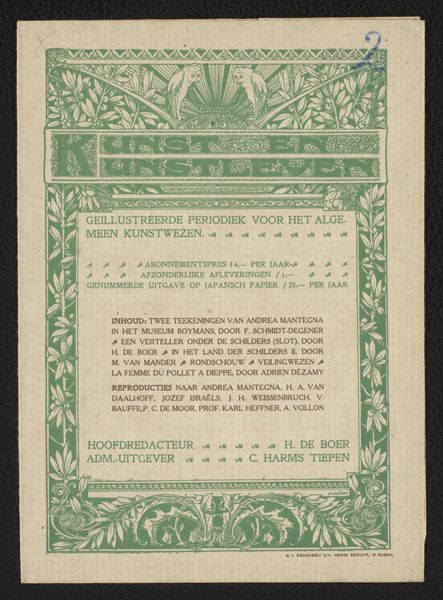 2
KUNST EN
KUNSTLEVEN
GEILLUSTREERDE PERIODIEK VOOR HET ALGE-
MEEN KUNSTWEZEN.
ABONNEMENTSPRIJS f 6.— PER JAAR
AFZONDERLIJKE AFLEVERINGEN f 1.—
GENUMMERDE UITGAVE OP JAPANSCH PAPIER f 25.— PER JAAR
INHOUD: TWEE TEEKENINGEN VAN ANDREA MANTEGNA
IN HET MUSEUM BOYMANS, DOOR F. SCHMIDT-DEGENER
EEN VERTELLER ONDER DE SCHILDERS (SLOT), DOOR
H. DE BOER IN HET LAND DER SCHILDERS II, DOOR
M. VAN MANDER RONDSCHOUW VEILINGWEZEN
LA FEMME DU POLLET A DIEPPE, DOOR ADRIEN DÉZAMY
REPRODUCTIES NAAR ANDREA MANTEGNA, H. A. VAN
DAALHOFF, JOZEF ISRAËLS, J. H. WEISSENBRUCH, V.
BAUFFE, P. C. DE MOOR, PROF. KARL HEFFNER, A. VOLLON
HOOFDREDACTEUR H. DE BOER
ADM.-UITGEVER C. HARMS TIEPEN
N. V. DRUKKERIJ V/H. HENRI BERGER, 'S BOSCH.